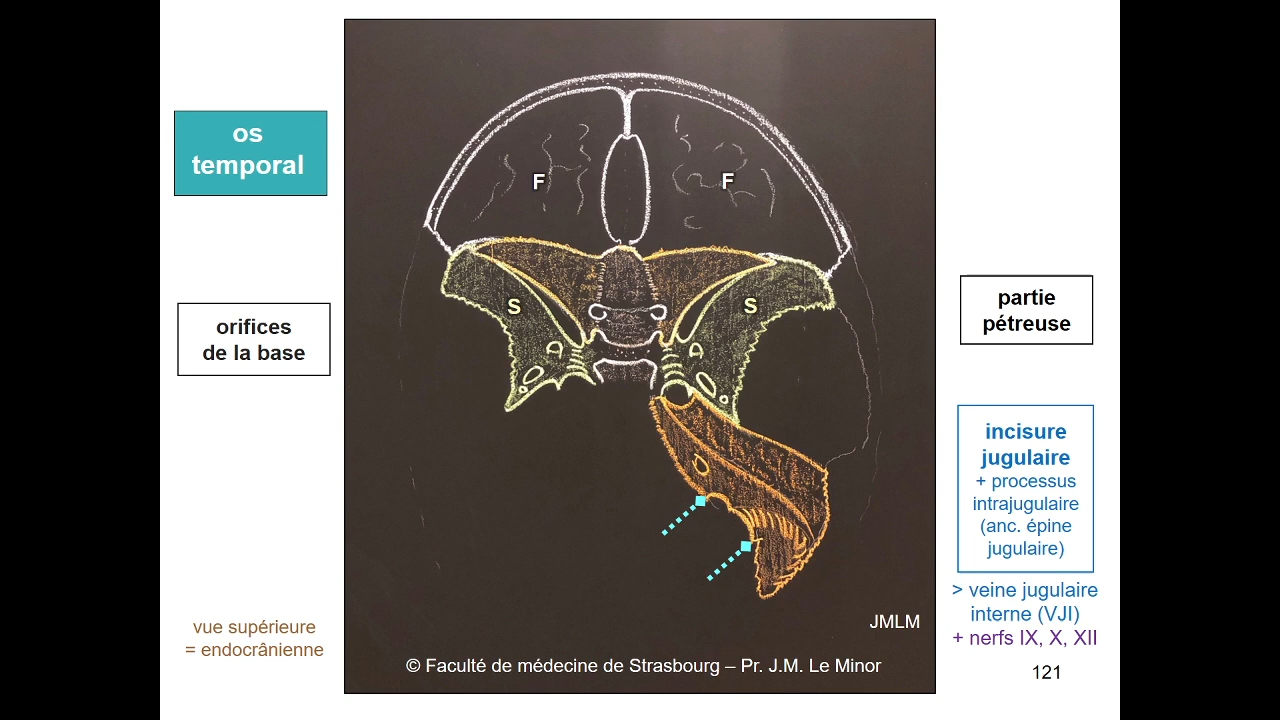 os
temporal
orifices
de la base
vue supérieure
= endocrânienne
F
F
S
S
JMLM
© Faculté de médecine de Strasbourg – Pr. J.M. Le Minor
partie
pétreuse
incisure
jugulaire
+ processus
intrajugulaire
(anc. épine
jugulaire)
> veine jugulaire
interne (VJI)
+ nerfs IX, X, XII
121